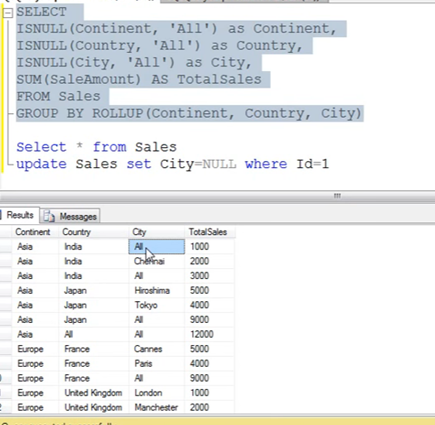 SELECT
ISNULL(Continent, 'All') as Continent,
ISNULL(Country, 'All') as Country,
ISNULL(City, 'All') as City,
SUM(SaleAmount) AS TotalSales
FROM Sales
GROUP BY ROLLUP(Continent, Country, City)
Select * from Sales
update Sales set City=NULL where Id=1
Results Messages
Continent Country City TotalSales
Asia India All 1000
Asia India Chennai 2000
Asia India All 3000
Asia Japan Hiroshima 5000
Asia Japan Tokyo 4000
Asia Japan All 9000
Asia All All 12000
Europe France Cannes 5000
Europe France Paris 4000
Europe France All 9000
Europe United Kingdom London 1000
Europe United Kingdom Manchester 2000